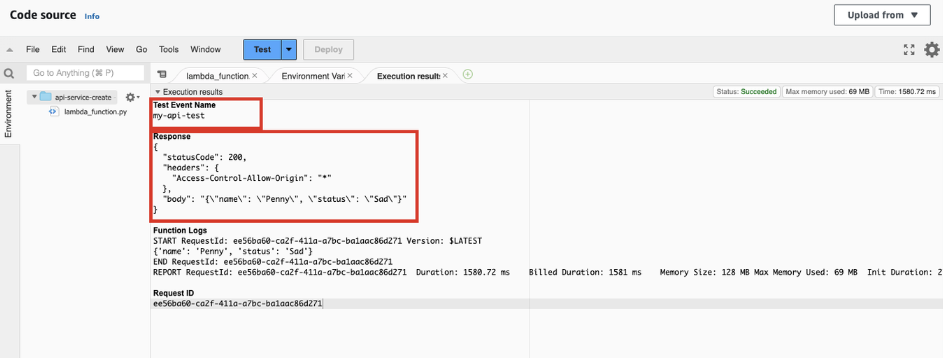 Code source Info
Upload from
File Edit Find View Go Tools Window Test Deploy
Go to Anything (⌘ P)
lambda_function. Environment Vari Execution results
Environment
api-service-create
lambda_function.py
Execution results
Status: Succeeded Max memory used: 69 MB Time: 1580.72 ms
Test Event Name
my-api-test
Response
{
"statusCode": 200,
"headers": {
"Access-Control-Allow-Origin": "*"
},
"body": "{\"name\": \"Penny\", \"status\": \"Sad\"}"
}
Function Logs
START RequestId: ee56ba60-ca2f-411a-a7bc-ba1aac86d271 Version: $LATEST
{'name': 'Penny', 'status': 'Sad'}
END RequestId: ee56ba60-ca2f-411a-a7bc-ba1aac86d271
REPORT RequestId: ee56ba60-ca2f-411a-a7bc-ba1aac86d271 Duration: 1580.72 ms Billed Duration: 1581 ms Memory Size: 128 MB Max Memory Used: 69 MB Init Duration: 2
Request ID
ee56ba60-ca2f-411a-a7bc-ba1aac86d271